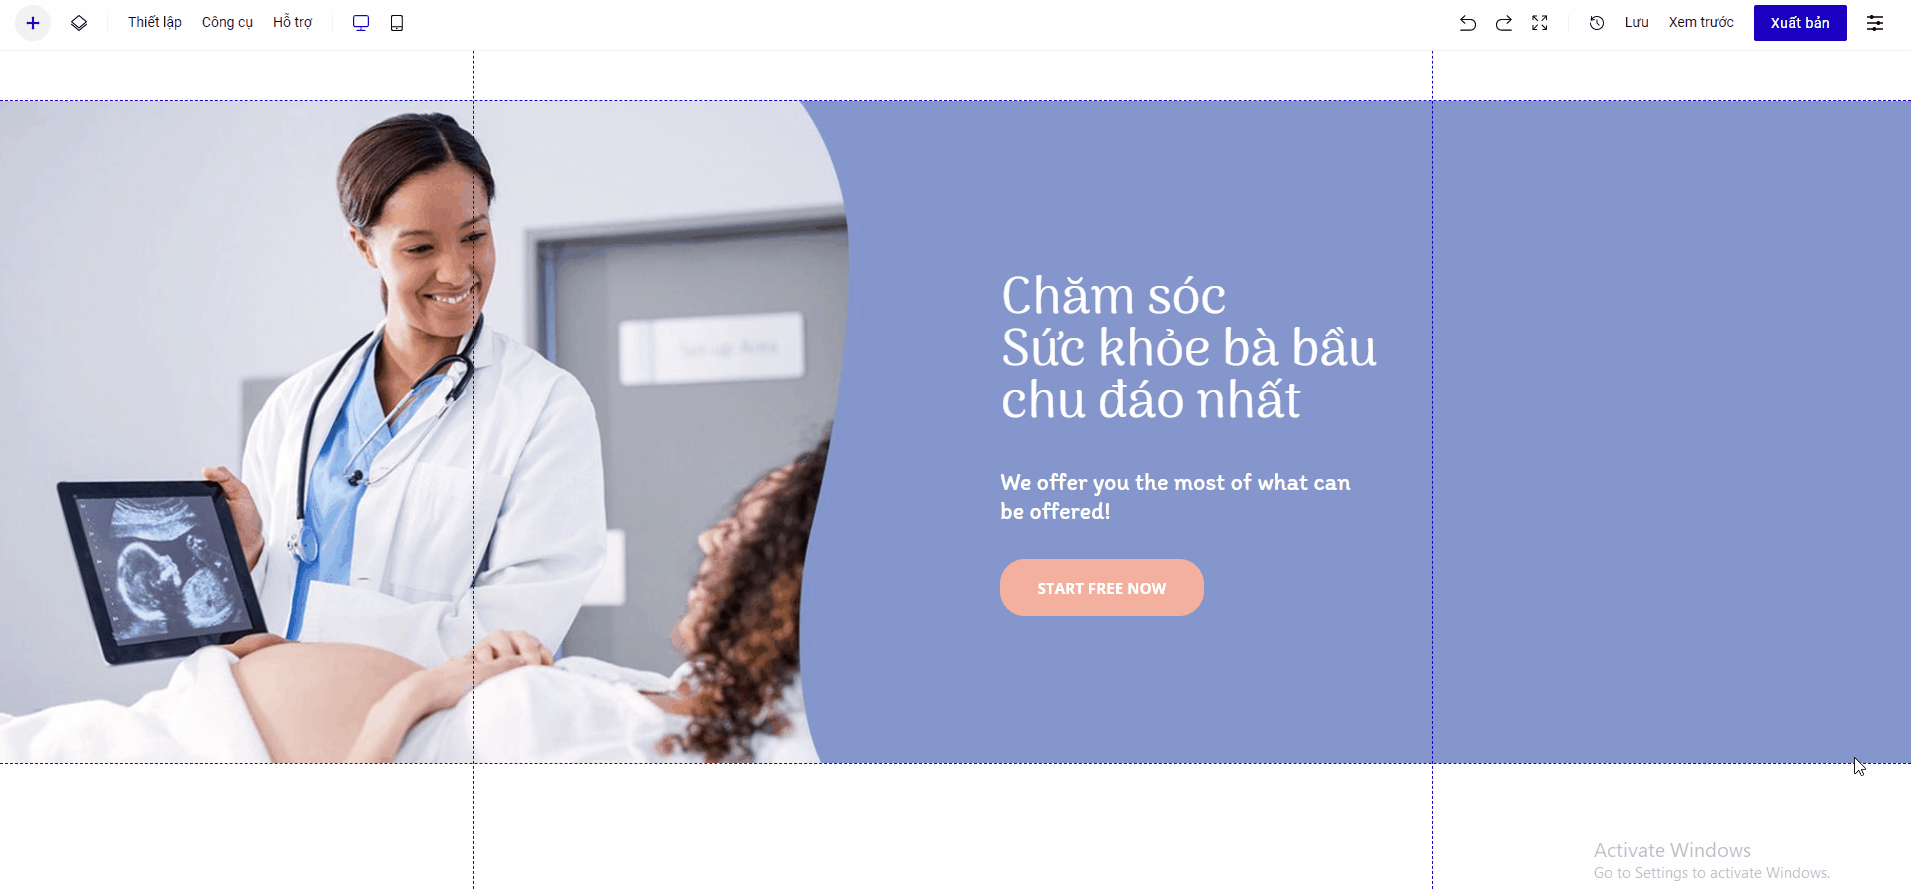 Thiết lập
Công cụ
Hỗ trợ
Lưu
Xem trước
Xuất bản
Chăm sóc
Sức khỏe bà bầu
chu đáo nhất
We offer you the most of what can
be offered!
START FREE NOW
Activate Windows
Go to Settings to activate Windows.